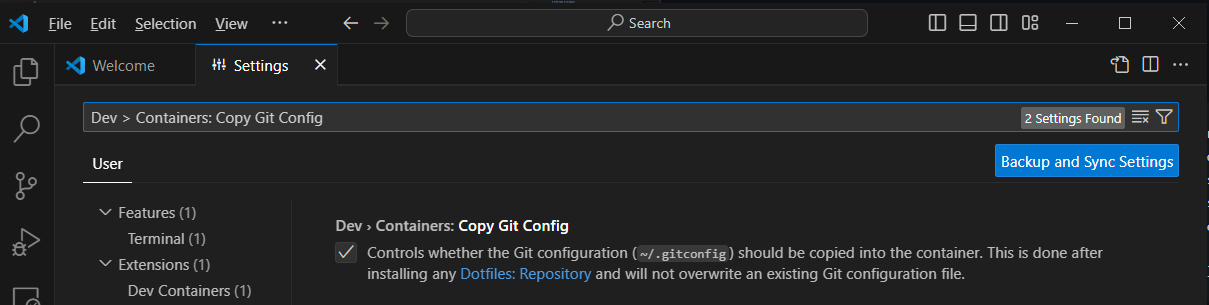 File Edit Selection View ··· Search
Welcome Settings
Dev > Containers: Copy Git Config 2 Settings Found
User Backup and Sync Settings
Features (1)
Terminal (1)
Extensions (1)
Dev Containers (1)
Dev › Containers: Copy Git Config
Controls whether the Git configuration (~/.gitconfig) should be copied into the container. This is done after
installing any Dotfiles: Repository and will not overwrite an existing Git configuration file.